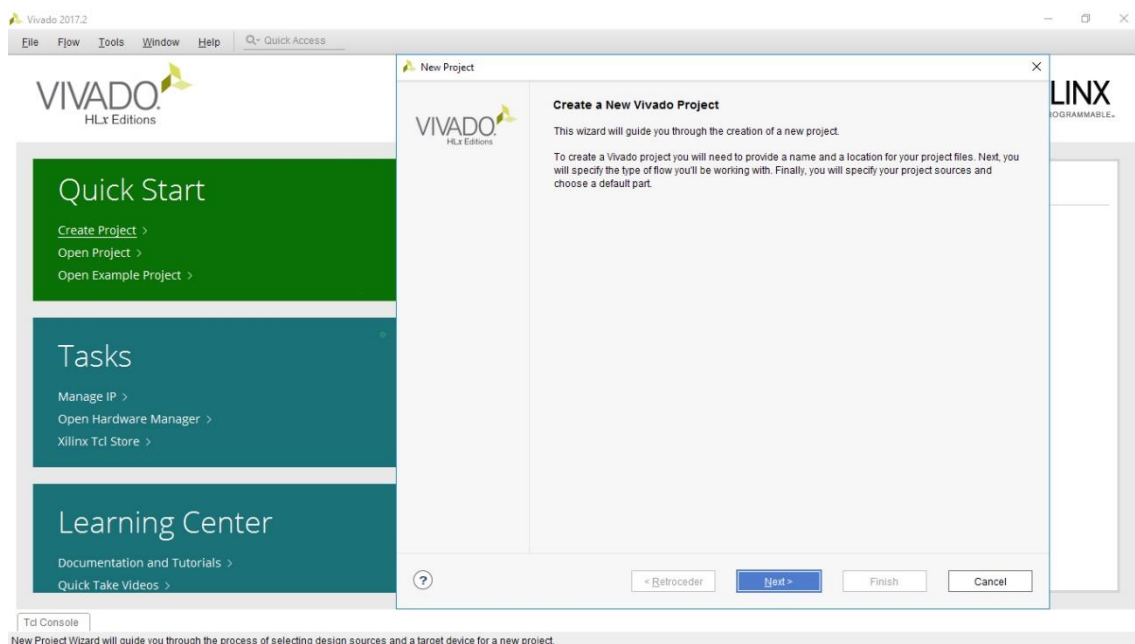 Vivado 2017.2
File Flow Tools Window Help Quick Access
VIVADO.
HLx Editions
LINX
ROGRAMMABLE.
Quick Start
Create Project >
Open Project >
Open Example Project >
Tasks
Manage IP >
Open Hardware Manager >
Xilinx Tcl Store >
Learning Center
Documentation and Tutorials >
Quick Take Videos >
New Project
VIVADO.
HLx Editions
Create a New Vivado Project
This wizard will guide you through the creation of a new project.
To create a Vivado project you will need to provide a name and a location for your project files. Next, you
will specify the type of flow you'll be working with. Finally, you will specify your project sources and
choose a default part.
?
< Retroceder Next > Finish Cancel
Tcl Console
New Project Wizard will guide you through the process of selecting design sources and a target device for a new project.